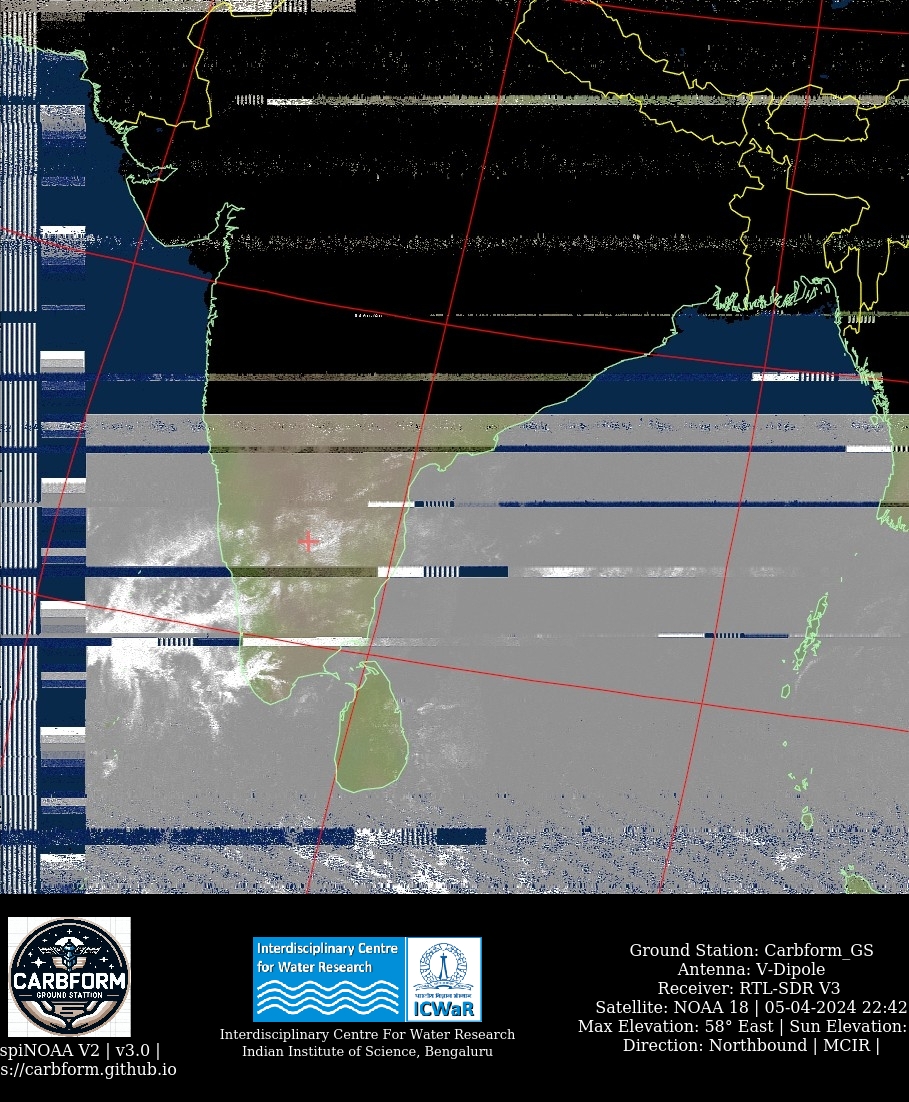 CARBFORM
GROUND STATION
spiNOAA V2 | v3.0 |
s://carbform.github.io
Interdisciplinary Centre
for Water Research
ICWaR
Interdisciplinary Centre For Water Research
Indian Institute of Science, Bengaluru
Ground Station: Carbform_GS
Antenna: V-Dipole
Receiver: RTL-SDR V3
Satellite: NOAA 18 | 05-04-2024 22:42
Max Elevation: 58° East | Sun Elevation:
Direction: Northbound | MCIR |